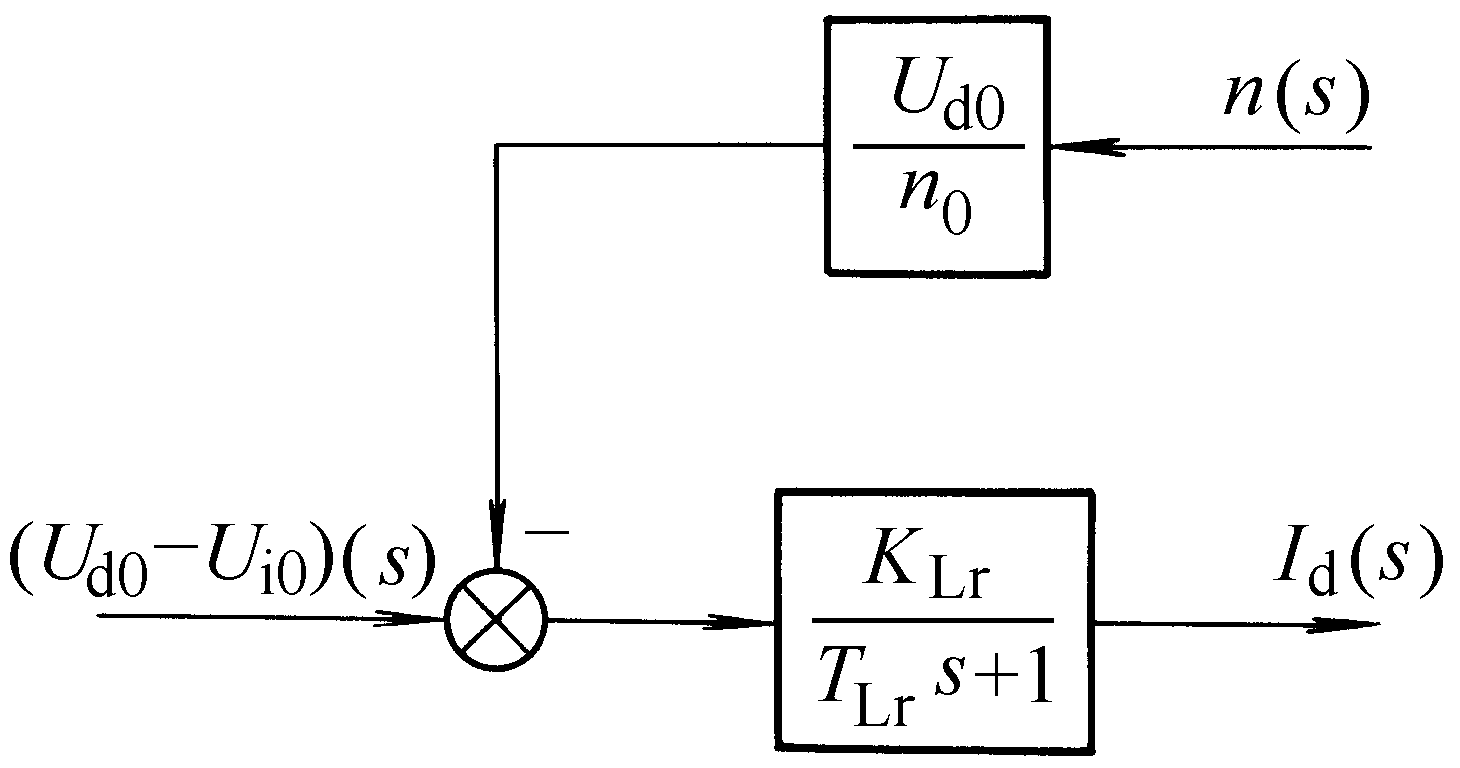 U_d0
n_0
n(s)
−
(U_d0−U_i0)(s)
K_Lr
T_Lr s+1
I_d(s)